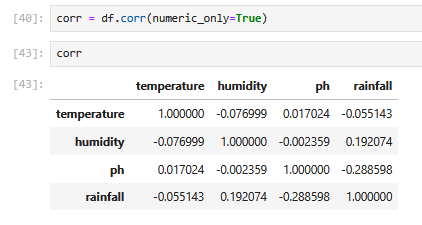 [40]: corr = df.corr(numeric_only=True)
[43]: corr
[43]:
temperature humidity ph rainfall
temperature 1.000000 -0.076999 0.017024 -0.055143
humidity -0.076999 1.000000 -0.002359 0.192074
ph 0.017024 -0.002359 1.000000 -0.288598
rainfall -0.055143 0.192074 -0.288598 1.000000